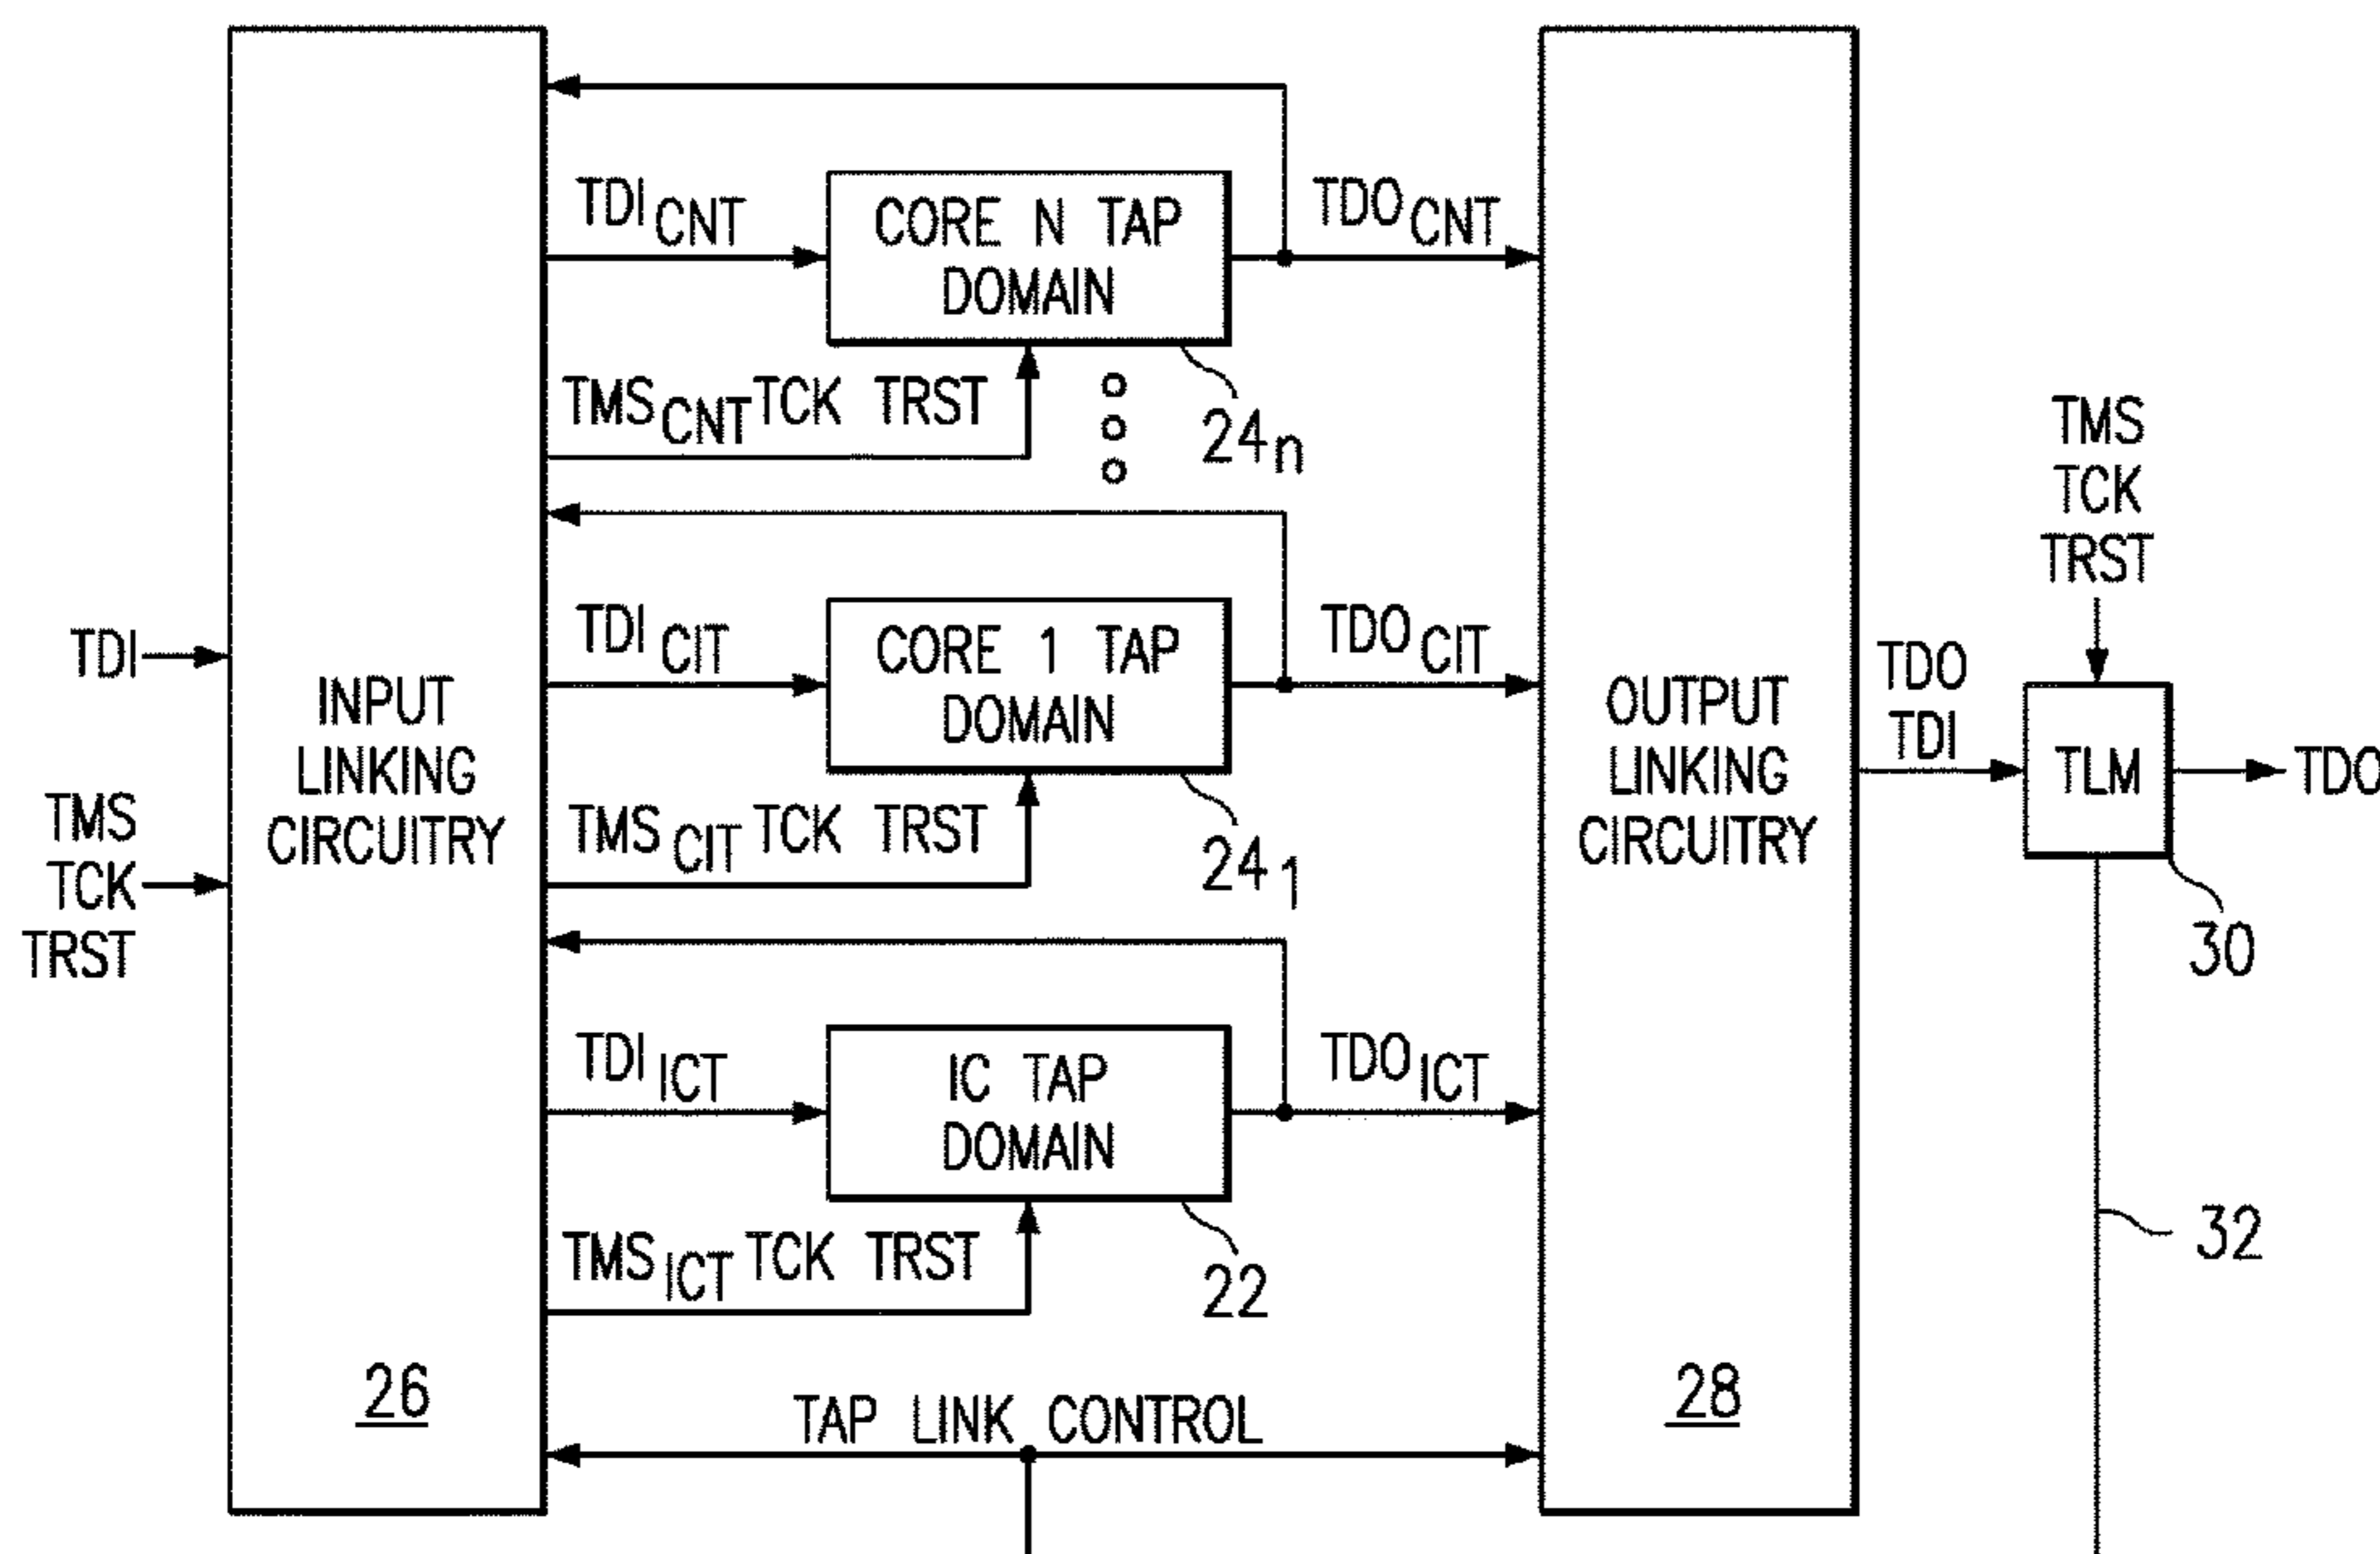 TDI CNT
CORE N TAP
DOMAIN
TDO CNT
TMS CNT TCK TRST
24n
TMS
TCK
TRST
TDI
TMS
TCK
TRST
INPUT
LINKING
CIRCUITRY
26
TDI CIT
CORE 1 TAP
DOMAIN
TDO CIT
TMS CIT TCK TRST
241
TDI ICT
IC TAP
DOMAIN
TDO ICT
TMS ICT TCK TRST
22
TAP LINK CONTROL
OUTPUT
LINKING
CIRCUITRY
28
TDO
TDI
TLM
TDO
30
32